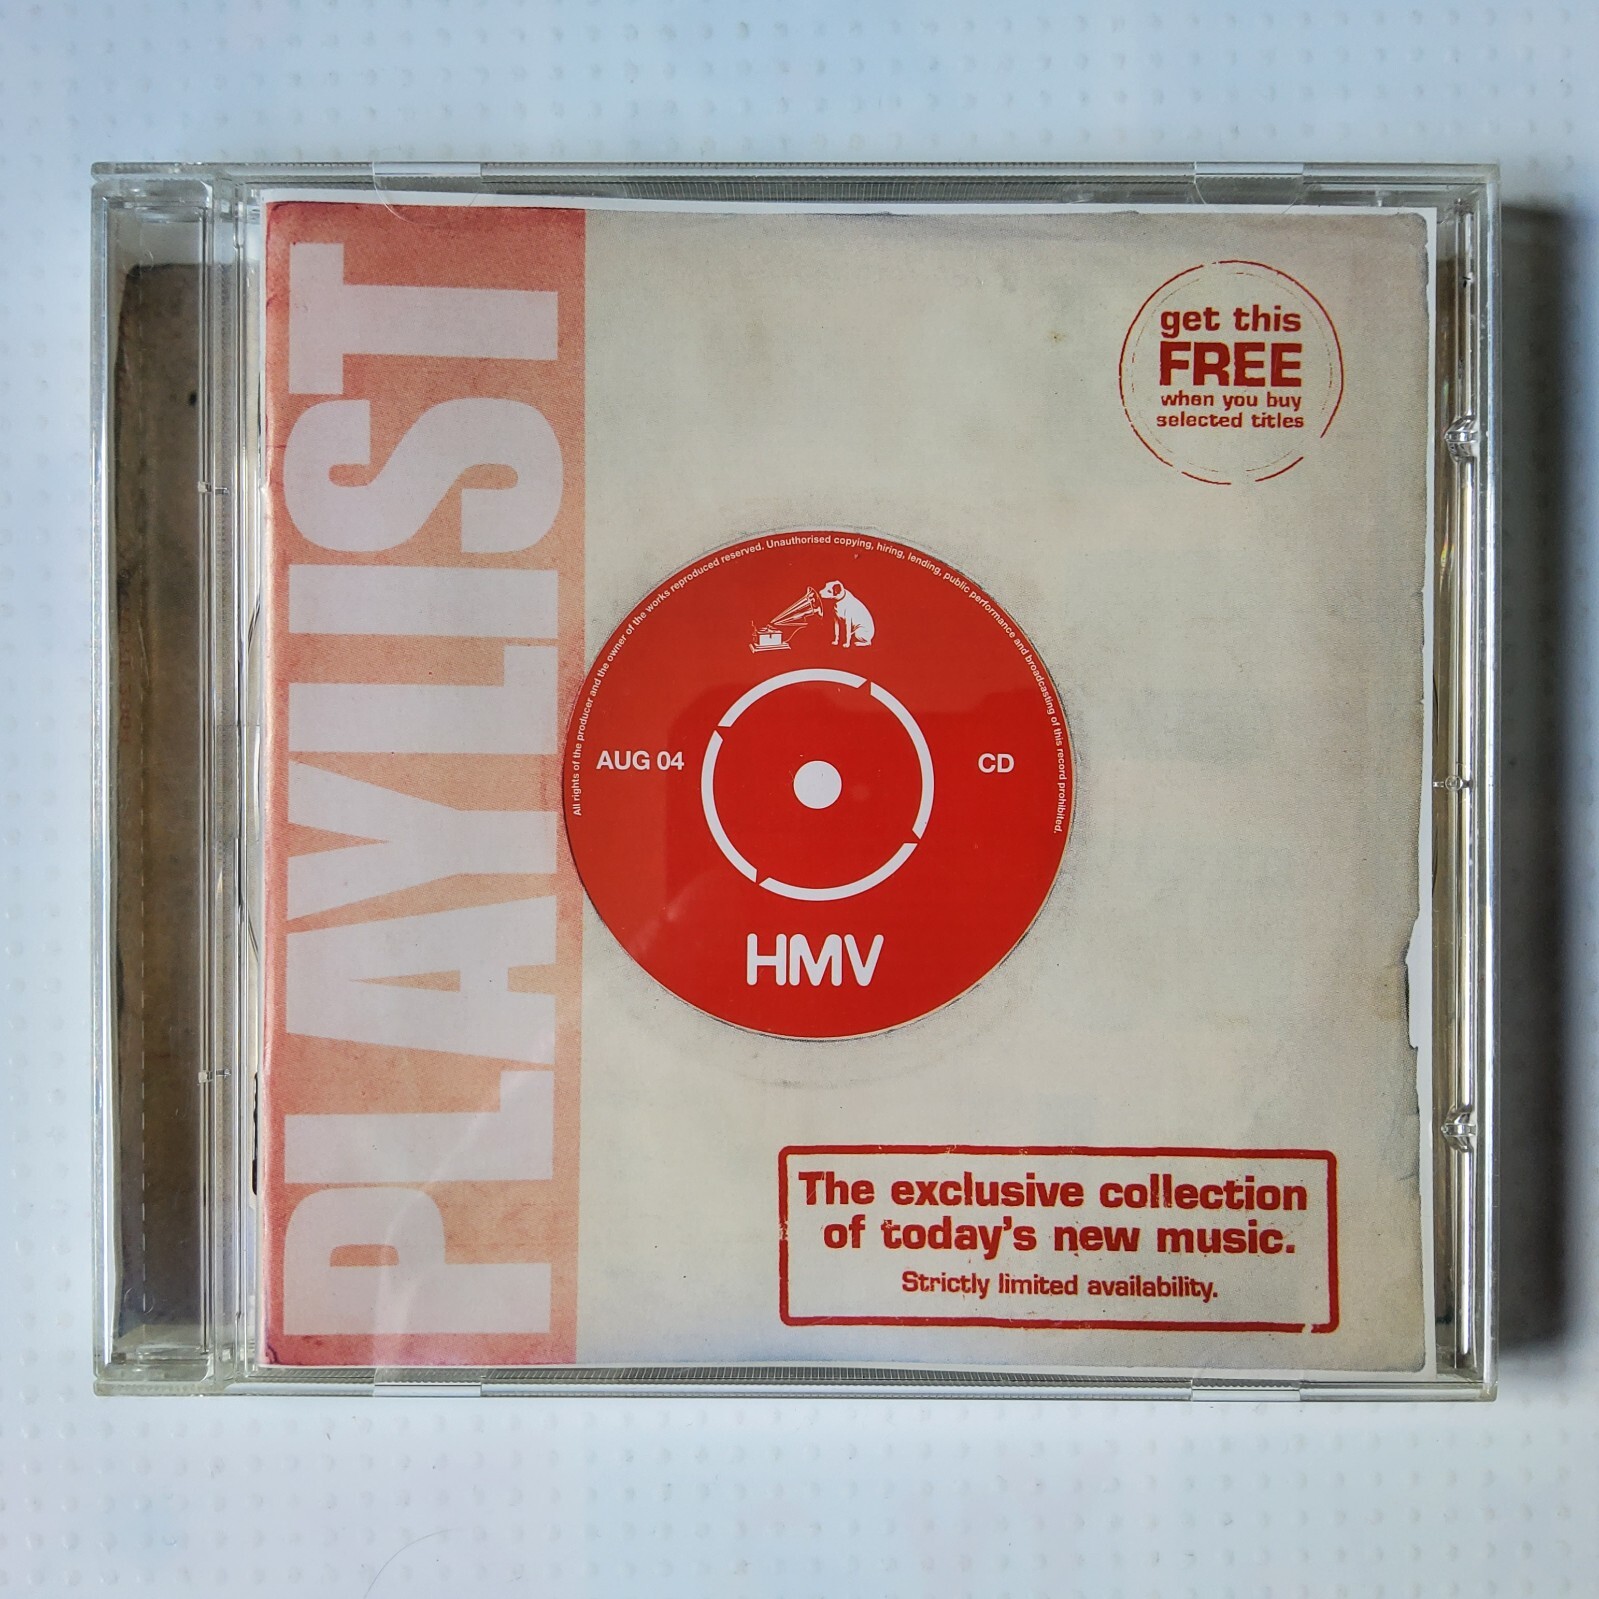 PLAYLIST
get this
FREE
when you buy
selected titles
All rights of the producer and the owner of the works reproduced reserved. Unauthorised copying, hiring, lending, public performance and broadcasting of this record prohibited.
AUG 04
CD
HMV
The exclusive collection
of today's new music.
Strictly limited availability.